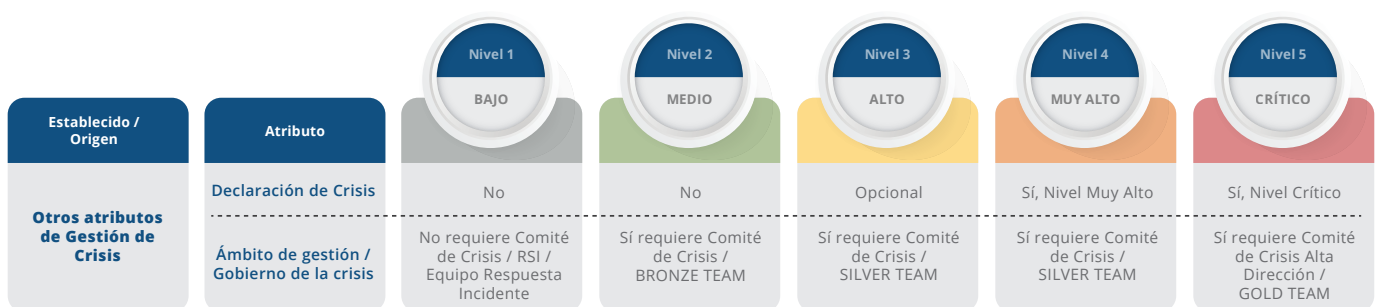 Nivel 1
BAJO
Nivel 2
MEDIO
Nivel 3
ALTO
Nivel 4
MUY ALTO
Nivel 5
CRÍTICO
Establecido /
Origen
Atributo
Otros atributos
de Gestión de
Crisis
Declaración de Crisis
No
No
Opcional
Sí, Nivel Muy Alto
Sí, Nivel Crítico
Ámbito de gestión /
Gobierno de la crisis
No requiere Comité
de Crisis / RSI /
Equipo Respuesta
Incidente
Sí requiere Comité
de Crisis /
BRONZE TEAM
Sí requiere Comité
de Crisis /
SILVER TEAM
Sí requiere Comité
de Crisis /
SILVER TEAM
Sí requiere Comité
de Crisis Alta
Dirección /
GOLD TEAM